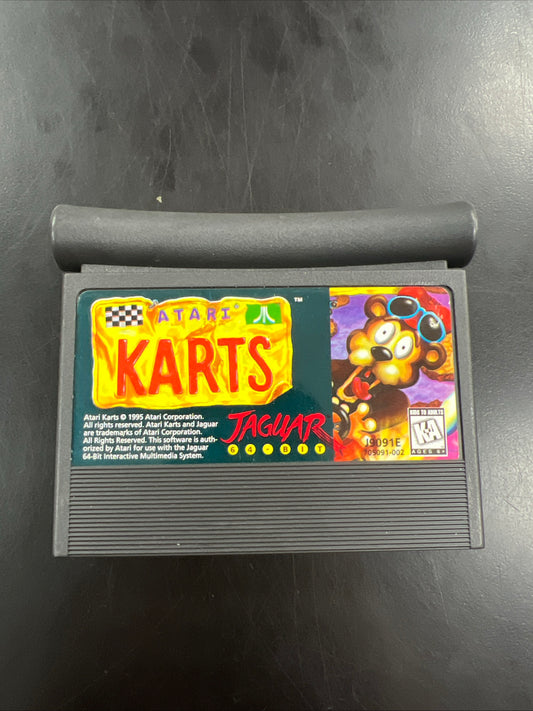 ATARI ™
KARTS
Atari Karts © 1995 Atari Corporation.
All rights reserved. Atari Karts and Jaguar
are trademarks of Atari Corporation.
All Rights Reserved. This software is auth-
orized by Atari for use with the Jaguar
64-Bit Interactive Multimedia System.
JAGUAR
64-BIT
J9091E
705091-002
KIDS TO ADULTS
K-A
AGES 6+